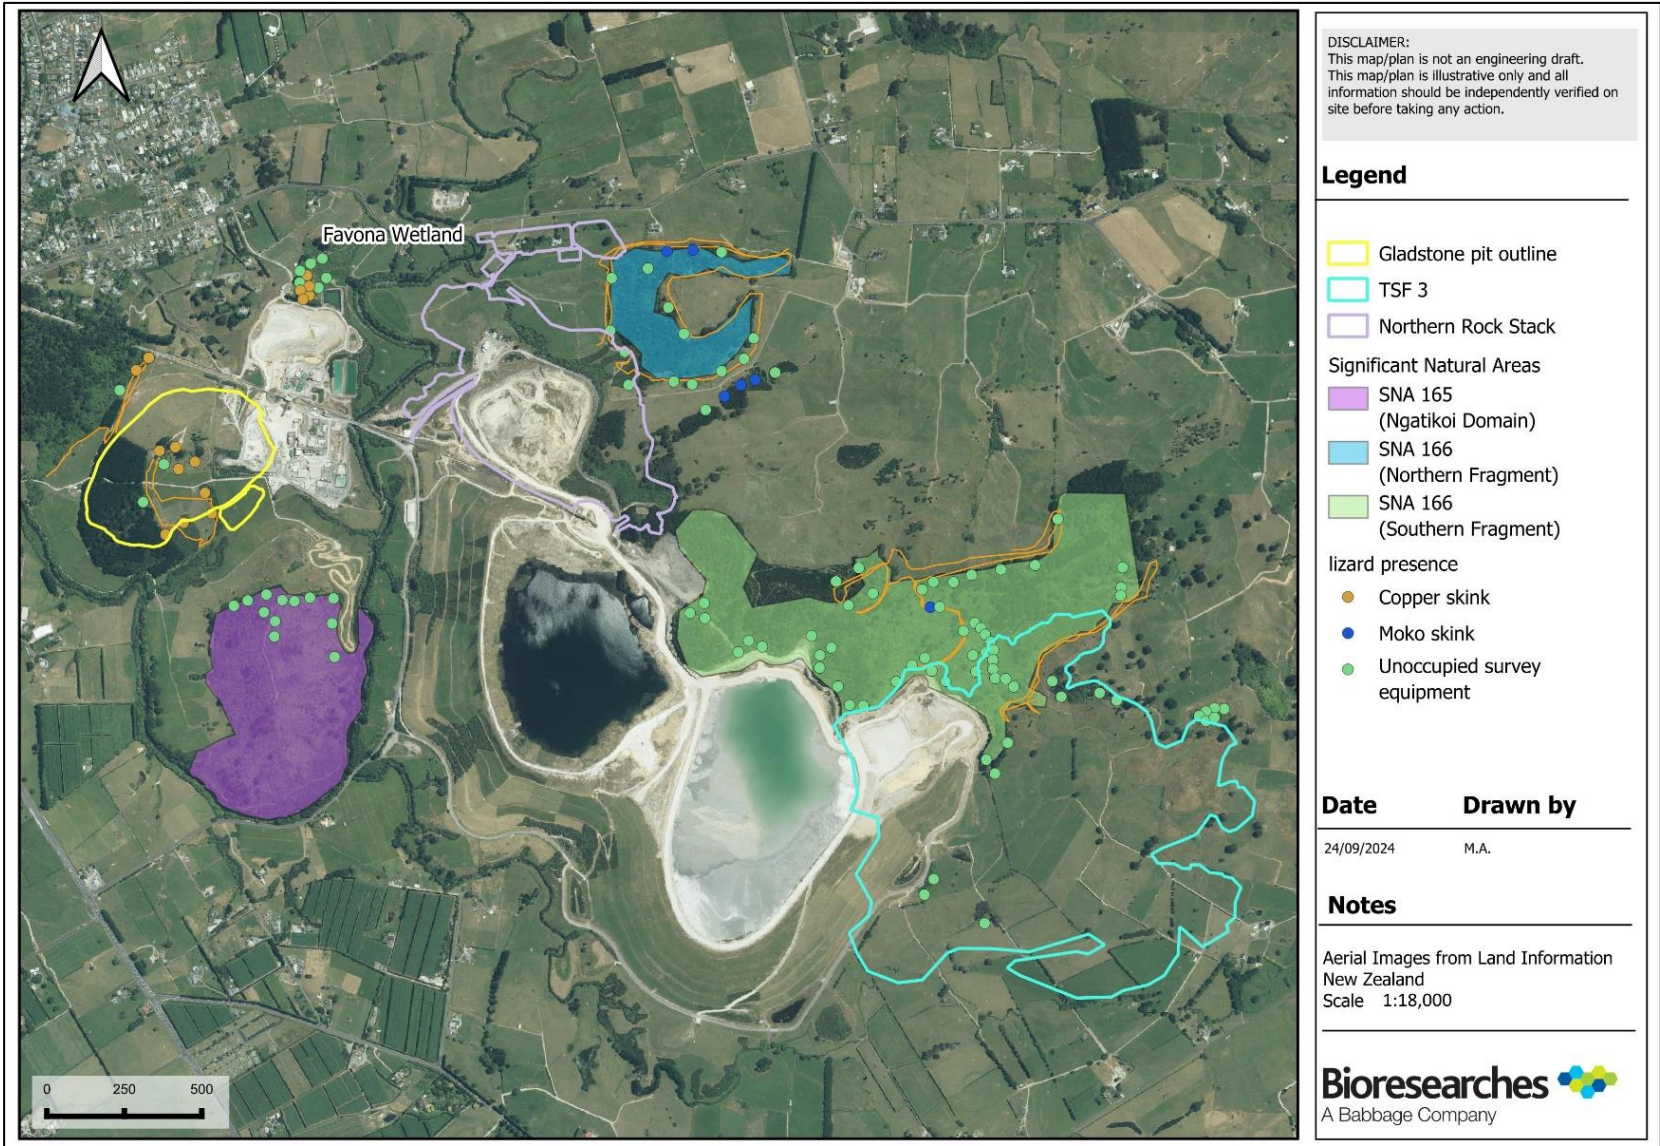 Favona Wetland
0 250 500
DISCLAIMER:
This map/plan is not an engineering draft.
This map/plan is illustrative only and all
information should be independently verified on
site before taking any action.
Legend
Gladstone pit outline
TSF 3
Northern Rock Stack
Significant Natural Areas
SNA 165
(Ngatikoi Domain)
SNA 166
(Northern Fragment)
SNA 166
(Southern Fragment)
lizard presence
Copper skink
Moko skink
Unoccupied survey
equipment
Date Drawn by
24/09/2024 M.A.
Notes
Aerial Images from Land Information
New Zealand
Scale 1:18,000
Bioresearches
A Babbage Company